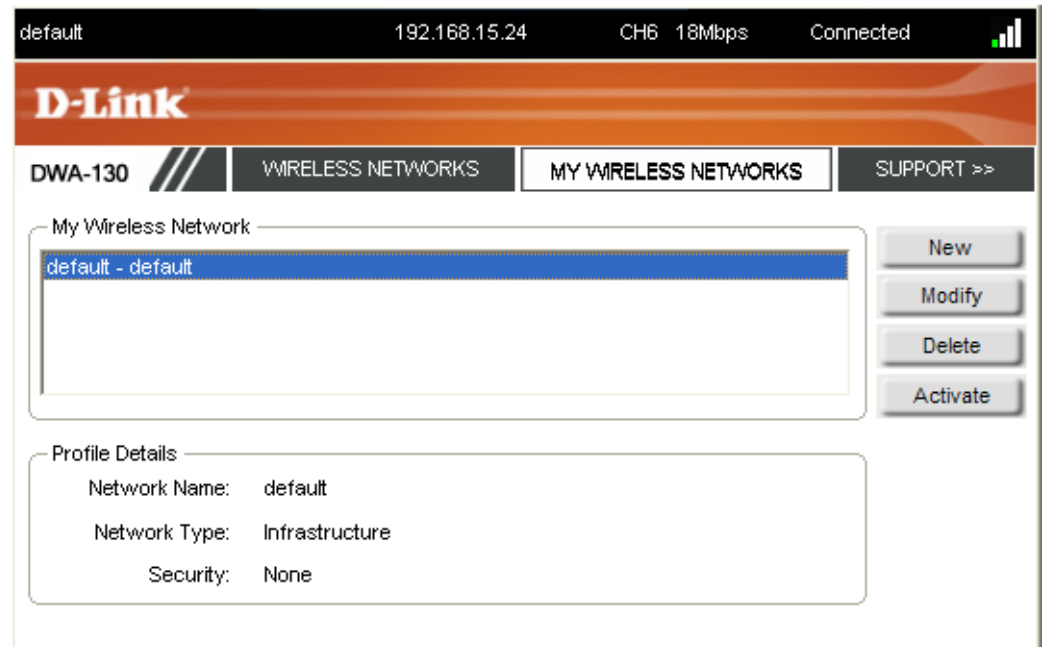 default 192.168.15.24 CH6 18Mbps Connected
D-Link
DWA-130 WIRELESS NETWORKS MY WIRELESS NETWORKS SUPPORT >>
My Wireless Network
default - default
New
Modify
Delete
Activate
Profile Details
Network Name: default
Network Type: Infrastructure
Security: None